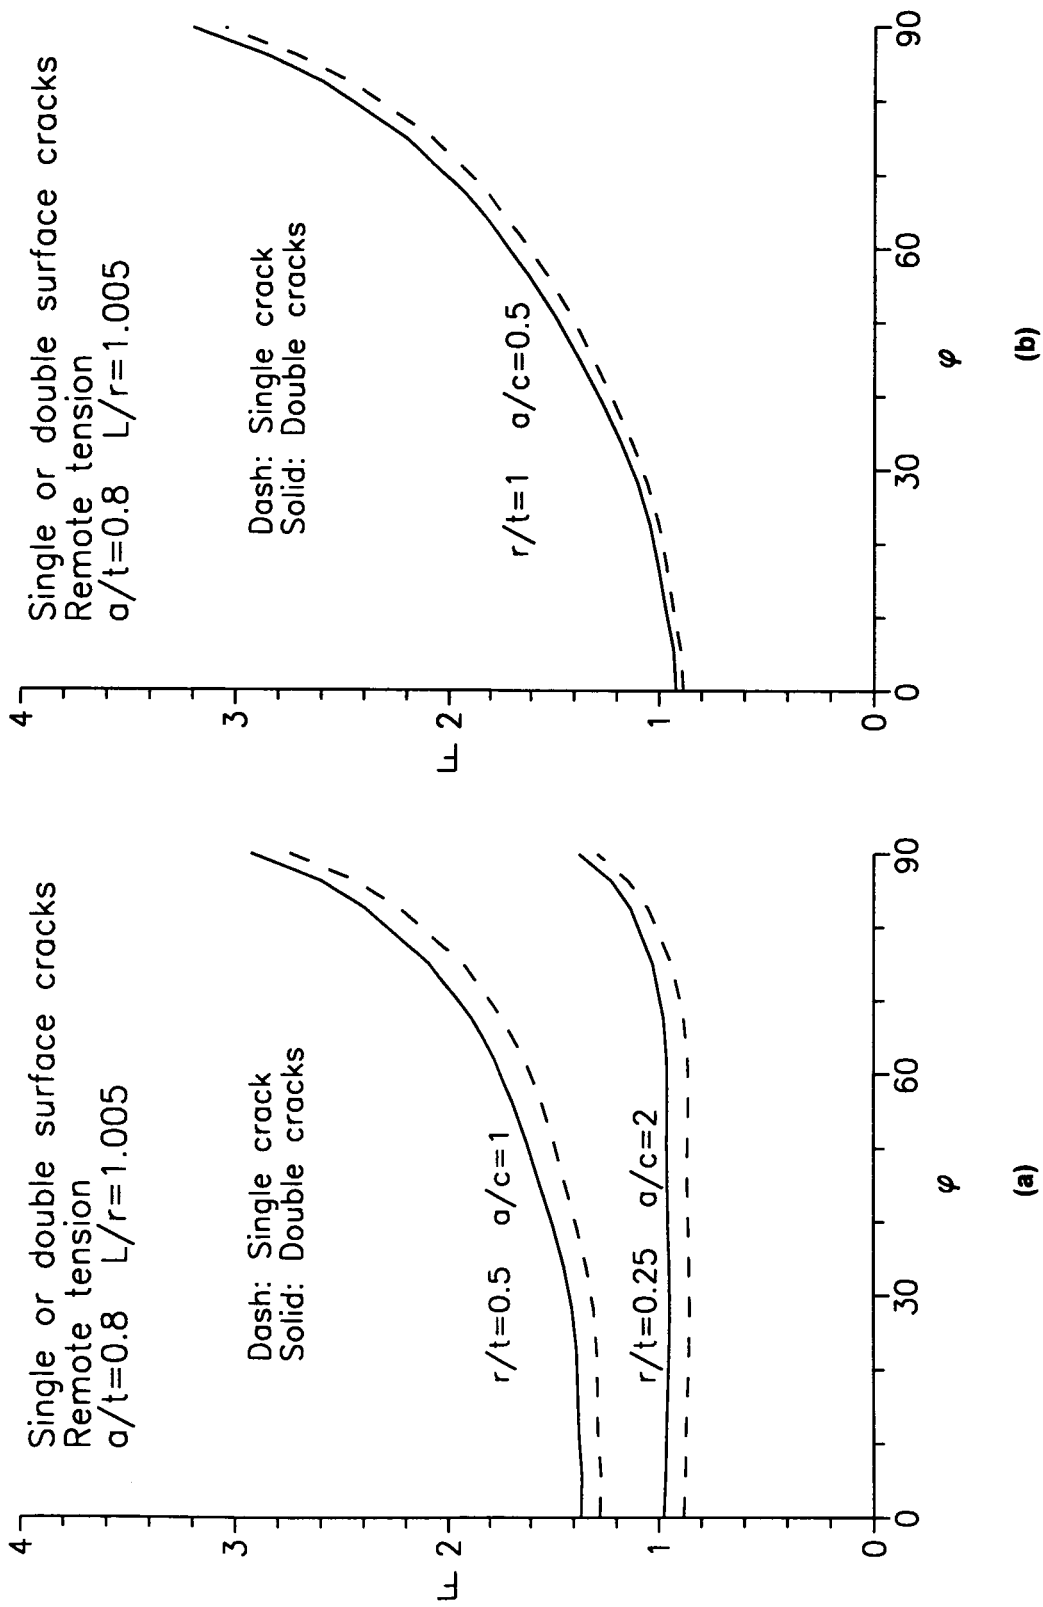 Single or double surface cracks
Remote tension
a/t=0.8 L/r=1.005
Dash: Single crack
Solid: Double cracks
r/t=0.5 a/c=1
r/t=0.25 a/c=2
4
3
F 2
1
0
0 30 60 90
φ
(a)
Single or double surface cracks
Remote tension
a/t=0.8 L/r=1.005
Dash: Single crack
Solid: Double cracks
r/t=1 a/c=0.5
4
3
F 2
1
0
0 30 60 90
φ
(b)